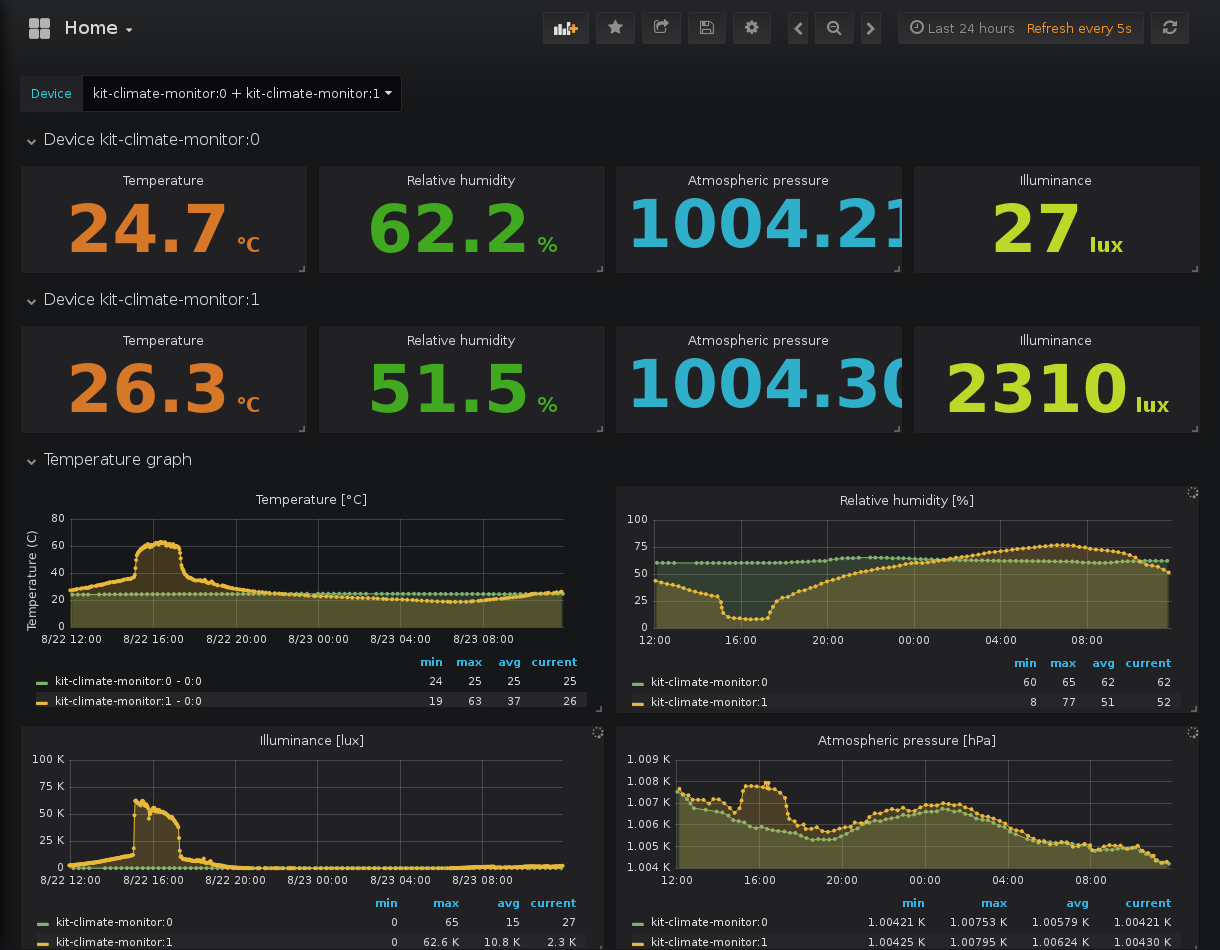 Home
Last 24 hours Refresh every 5s
Device kit-climate-monitor:0 + kit-climate-monitor:1
Device kit-climate-monitor:0
Temperature Relative humidity Atmospheric pressure Illuminance
24.7 °C 62.2 % 1004.21 27 lux
Device kit-climate-monitor:1
Temperature Relative humidity Atmospheric pressure Illuminance
26.3 °C 51.5 % 1004.30 2310 lux
Temperature graph
Temperature [°C]
Temperature (C)
80
60
40
20
0
8/22 12:00 8/22 16:00 8/22 20:00 8/23 00:00 8/23 04:00 8/23 08:00
min max avg current
kit-climate-monitor:0 - 0:0 24 25 25 25
kit-climate-monitor:1 - 0:0 19 63 37 26
Relative humidity [%]
100
75
50
25
0
12:00 16:00 20:00 00:00 04:00 08:00
min max avg current
kit-climate-monitor:0 60 65 62 62
kit-climate-monitor:1 8 77 51 52
Illuminance [lux]
100 K
75 K
50 K
25 K
0
8/22 12:00 8/22 16:00 8/22 20:00 8/23 00:00 8/23 04:00 8/23 08:00
min max avg current
kit-climate-monitor:0 0 65 15 27
kit-climate-monitor:1 0 62.6 K 10.8 K 2.3 K
Atmospheric pressure [hPa]
1.009 K
1.008 K
1.007 K
1.006 K
1.005 K
1.004 K
12:00 16:00 20:00 00:00 04:00 08:00
min max avg current
kit-climate-monitor:0 1.00421 K 1.00753 K 1.00579 K 1.00421 K
kit-climate-monitor:1 1.00425 K 1.00795 K 1.00624 K 1.00430 K